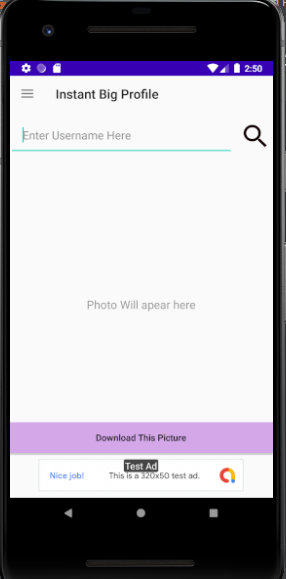 2:50
Instant Big Profile
Enter Username Here
Photo Will apear here
Download This Picture
Test Ad
Nice job! This is a 320x50 test ad.